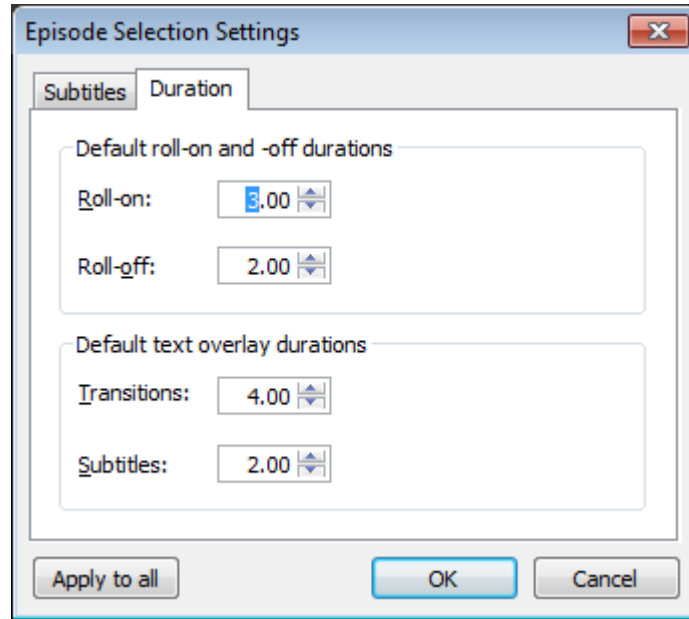 Episode Selection Settings
Subtitles Duration
Default roll-on and -off durations
Roll-on: 3.00
Roll-off: 2.00
Default text overlay durations
Transitions: 4.00
Subtitles: 2.00
Apply to all OK Cancel